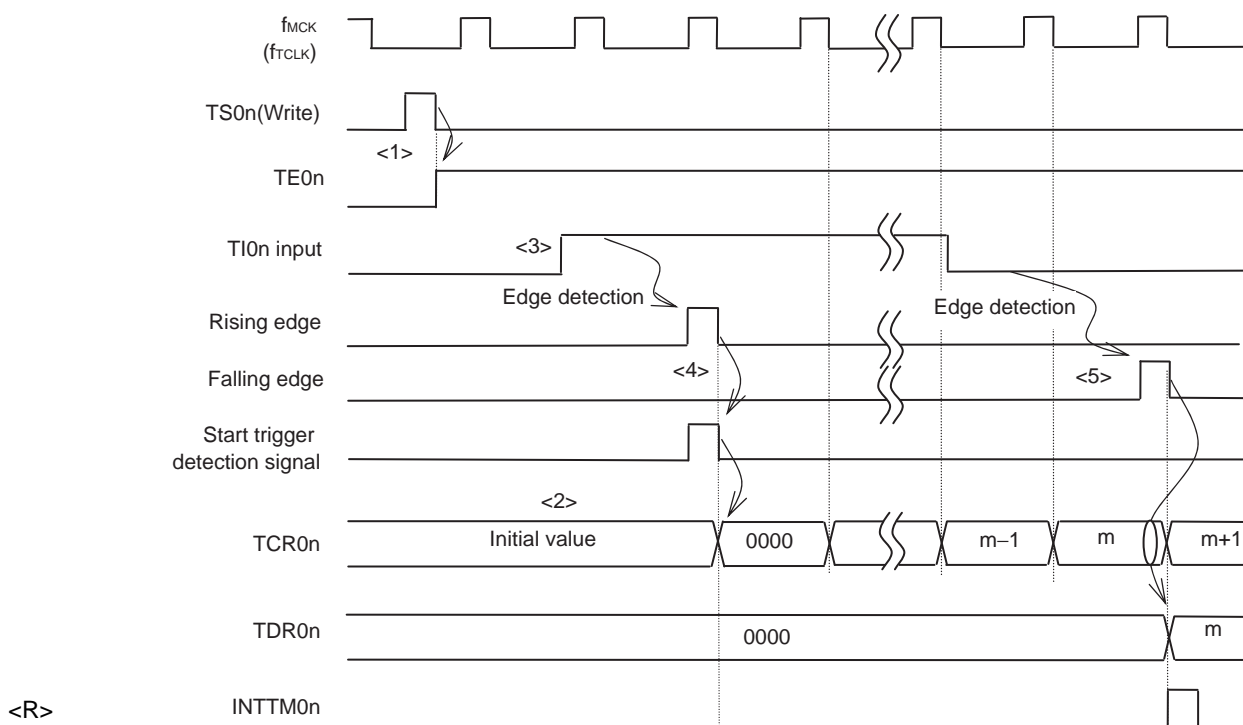 fMCK
(fTCLK)
TS0n(Write)
<1>
TE0n
TI0n input
<3>
Edge detection
Edge detection
Rising edge
<4>
<5>
Falling edge
Start trigger
detection signal
<2>
TCR0n
Initial value
0000
m−1
m
m+1
TDR0n
0000
m
<R>
INTTM0n